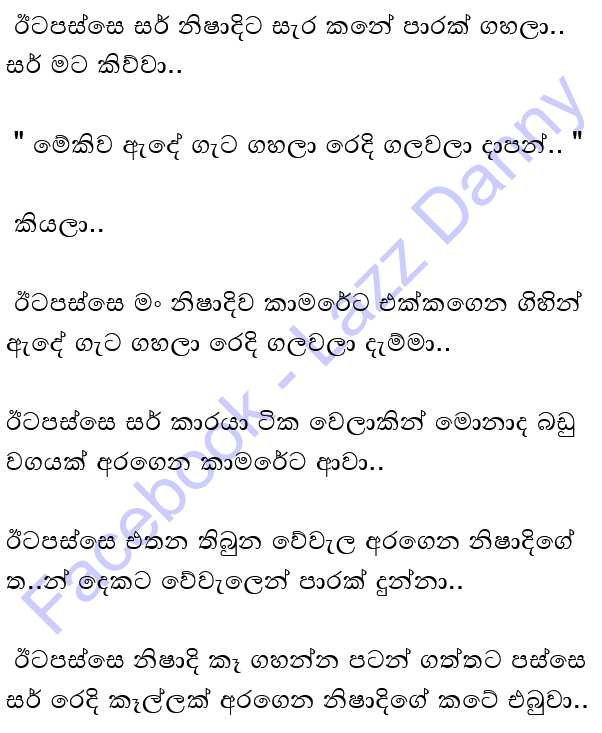 ඊටපස්සෙ සර් නිෂාදිට සැර කනේ පාරක් ගහලා..
සර් මට කිව්වා..
" මේකිව ඇදේ ගැට ගහලා රෙදි ගලවලා දාපන්.. "
කියලා..
ඊටපස්සෙ මං නිෂාදිව කාමරේට එක්කගෙන ගිහින්
ඇදේ ගැට ගහලා රෙදි ගලවලා දැම්මා..
ඊටපස්සෙ සර් කාරයා ටික වෙලාකින් මොනාද බඩු
වගයක් අරගෙන කාමරේට ආවා..
ඊටපස්සෙ එතන තිබුන වේවැල අරගෙන නිෂාදිගේ
ත..න් දෙකට වේවැලෙන් පාරක් දුන්නා..
ඊටපස්සෙ නිෂාදි කෑ ගහන්න පටන් ගත්තට පස්සෙ
සර් රෙදි කෑල්ලක් අරගෙන නිෂාදිගේ කටේ එබුවා..
Facebook - Lazz Danny